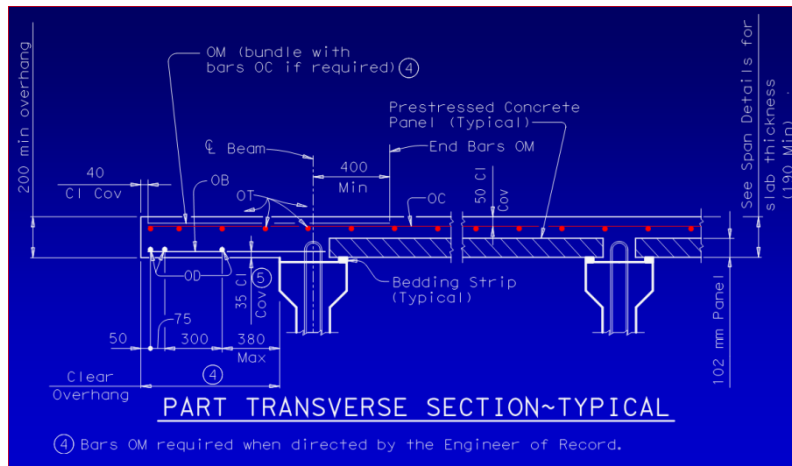 OM (bundle with
bars OC if required) 4
200 min overhang
See Span Details for
slab thickness
(190 Min)
Prestressed Concrete
Panel (Typical)
℄ Beam
End Bars OM
400
Min
40
Cl Cov
OB
OT
OC
50 Cl
Cov
OD
35 Cl
Cov 5
Bedding Strip
(Typical)
102 mm Panel
50
75
300
380
Max
Clear
Overhang
4
PART TRANSVERSE SECTION~TYPICAL
4 Bars OM required when directed by the Engineer of Record.